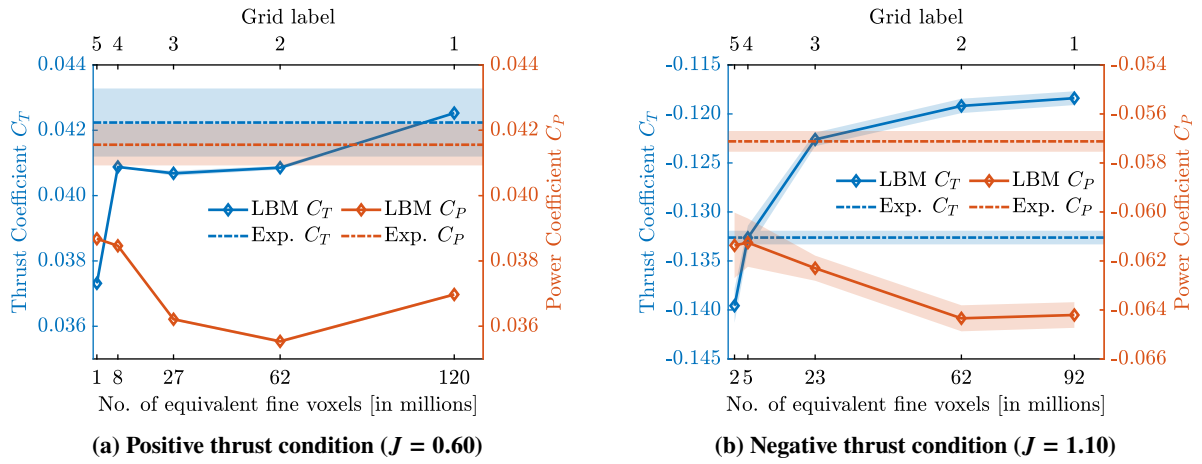 Grid label
5 4 3 2 1
0.044
0.042
0.040
0.038
0.036
Thrust Coefficient C_T
0.044
0.042
0.040
0.038
0.036
Power Coefficient C_P
LBM C_T LBM C_P
Exp. C_T Exp. C_P
1 8 27 62 120
No. of equivalent fine voxels [in millions]
(a) Positive thrust condition (J = 0.60)
Grid label
5 4 3 2 1
-0.115
-0.120
-0.125
-0.130
-0.135
-0.140
-0.145
Thrust Coefficient C_T
-0.054
-0.056
-0.058
-0.060
-0.062
-0.064
-0.066
Power Coefficient C_P
LBM C_T LBM C_P
Exp. C_T Exp. C_P
2 5 23 62 92
No. of equivalent fine voxels [in millions]
(b) Negative thrust condition (J = 1.10)